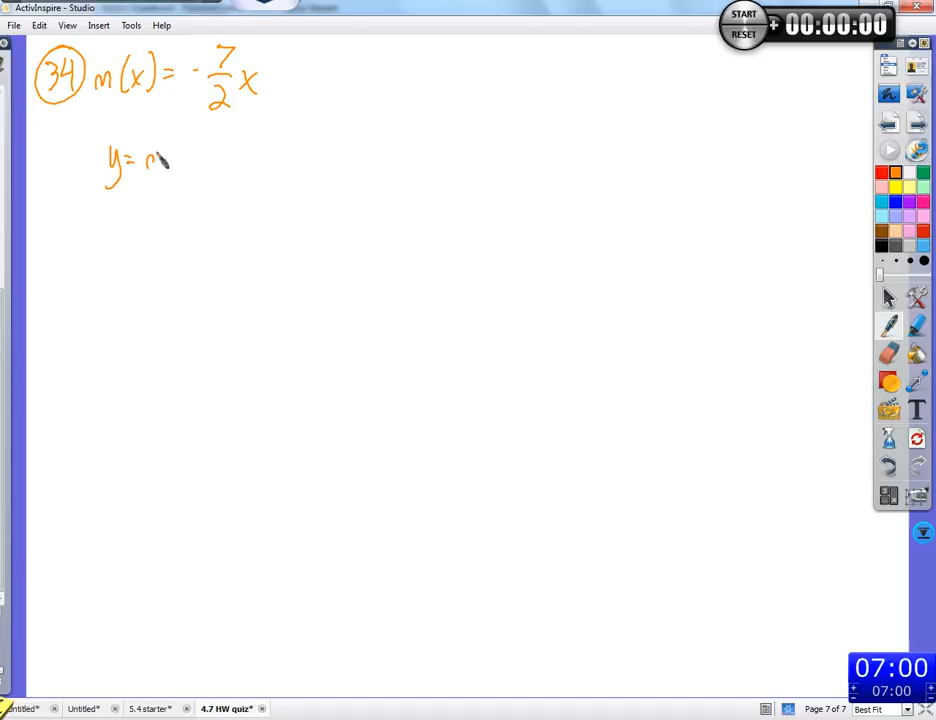 ActivInspire - Studio
START
RESET
+ 00:00:00
File Edit View Insert Tools Help
34 m(x) = - 7/2 x
y = m
T
07:00
07:00
ntitled* Untitled* 5.4 starter* 4.7 HW quiz* Page 7 of 7 Best Fit